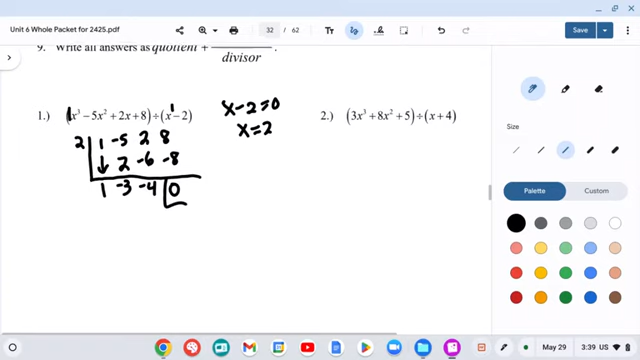 Unit 6 Whole Packet for 2425.pdf
32 / 62
Save
9. Write all answers as quotient + 
divisor
1.) (1x³ − 5x² + 2x + 8) ÷ (x¹ − 2)
x − 2 = 0
x = 2
2.) (3x³ + 8x² + 5) ÷ (x + 4)
2 | 1 -5 2 8
↓ 2 -6 -8
1 -3 -4 | 0
Size
Palette
Custom
May 29
3:39 US